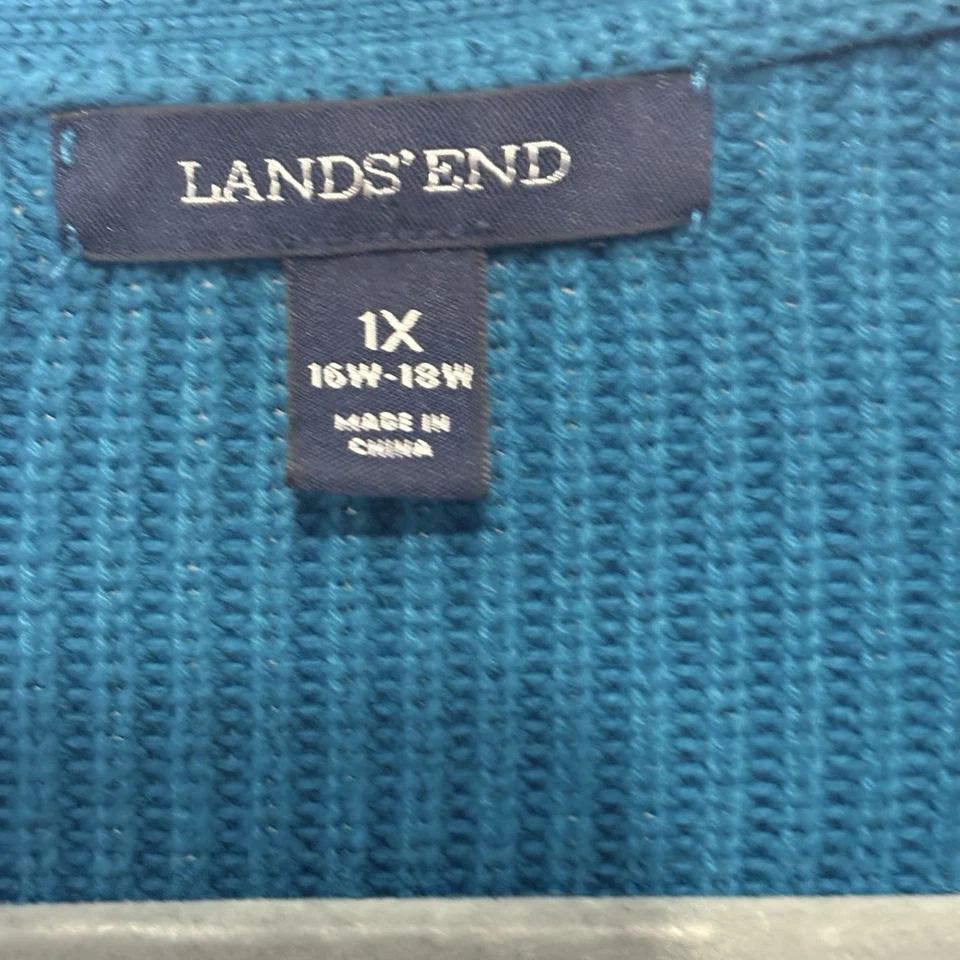 LANDS' END
1X
16W-18W
MADE IN
CHINA